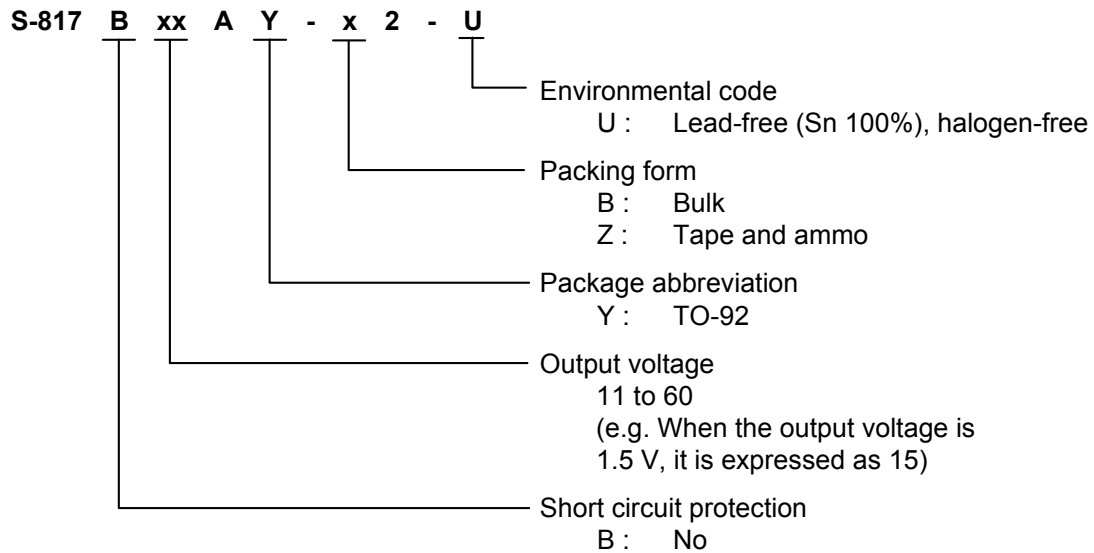 S-817 B xx A Y - x 2 - U
Environmental code
U : Lead-free (Sn 100%), halogen-free
Packing form
B : Bulk
Z : Tape and ammo
Package abbreviation
Y : TO-92
Output voltage
11 to 60
(e.g. When the output voltage is
1.5 V, it is expressed as 15)
Short circuit protection
B : No